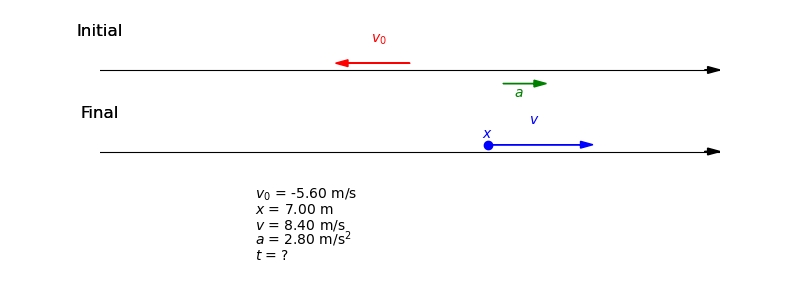 Initial
v₀
a
Final
v
x
v₀ = -5.60 m/s
x = 7.00 m
v = 8.40 m/s
a = 2.80 m/s²
t = ?